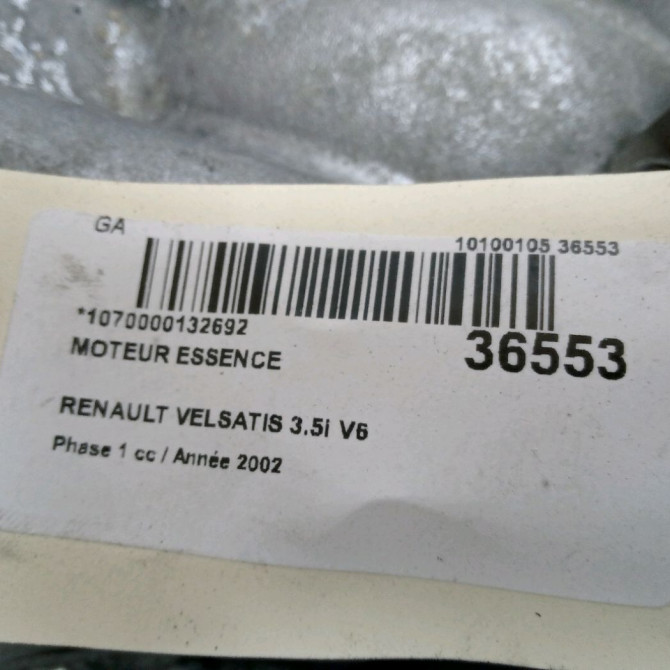 GA
10100105 36553
*1070000132692
36553
MOTEUR ESSENCE
RENAULT VELSATIS 3.5i V6
Phase 1 cc / Année 2002